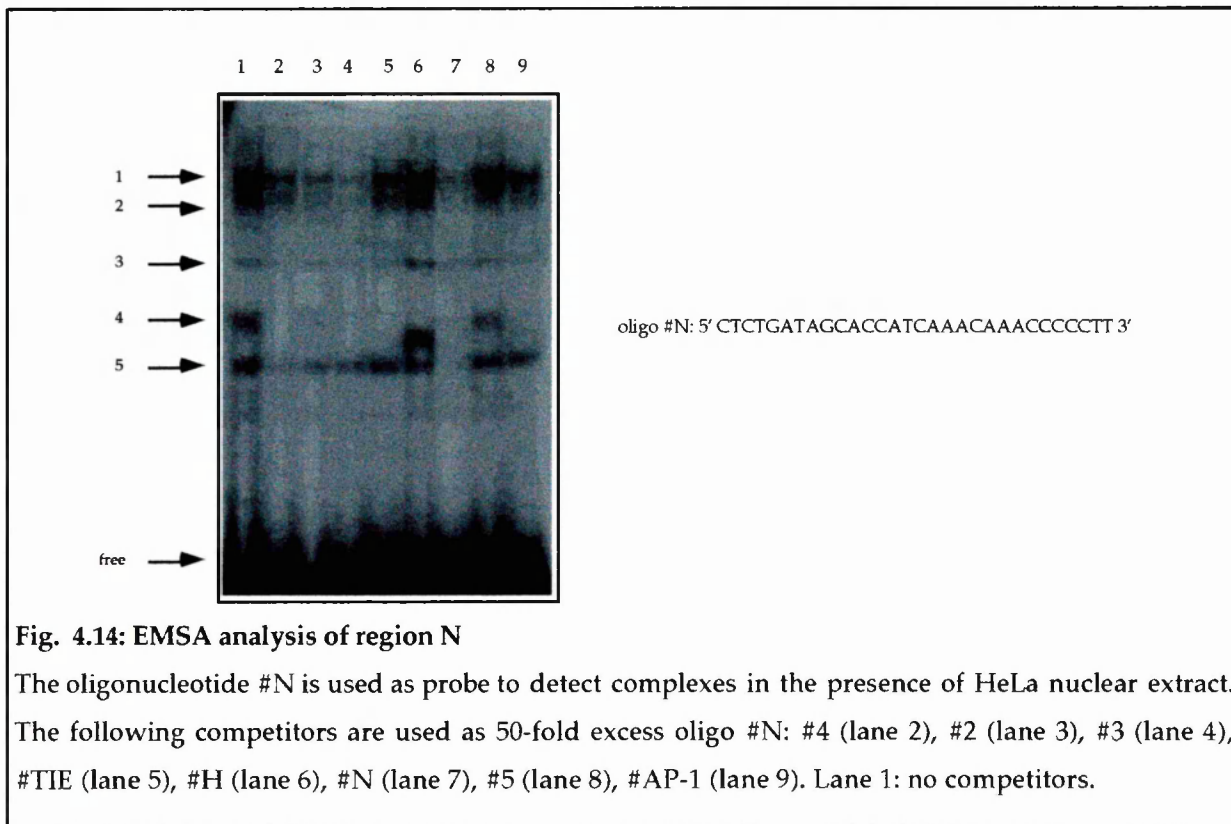 1 2 3 4 5 6 7 8 9
1
2
3
4
oligo #N: 5' CTCTGATAGCACCATCAAACAAACCCCCTT 3'
5
free
Fig. 4.14: EMSA analysis of region N
The oligonucleotide #N is used as probe to detect complexes in the presence of HeLa nuclear extract.
The following competitors are used as 50-fold excess oligo #N: #4 (lane 2), #2 (lane 3), #3 (lane 4),
#TIE (lane 5), #H (lane 6), #N (lane 7), #5 (lane 8), #AP-1 (lane 9). Lane 1: no competitors.